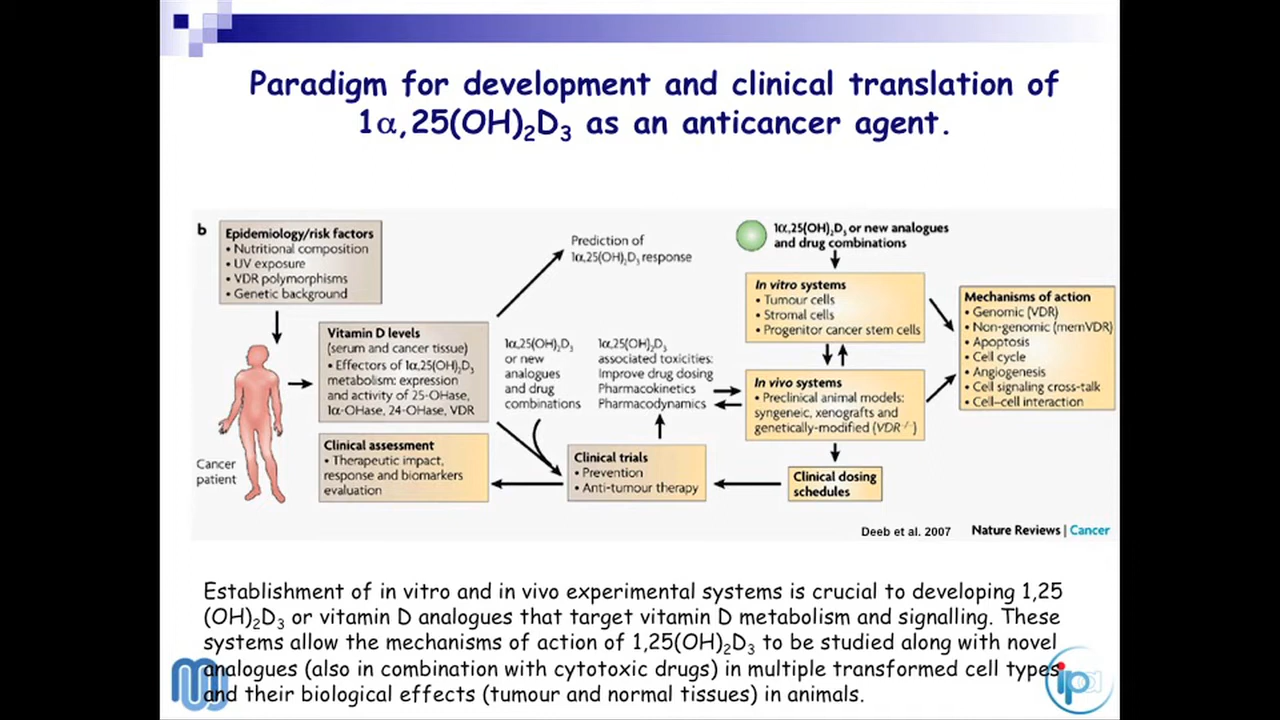 Paradigm for development and clinical translation of
1α,25(OH)₂D₃ as an anticancer agent.
b
Epidemiology/risk factors
• Nutritional composition
• UV exposure
• VDR polymorphisms
• Genetic background
Cancer
patient
Vitamin D levels
(serum and cancer tissue)
• Effectors of 1α,25(OH)₂D₃
metabolism: expression
and activity of 25-OHase,
1α-OHase, 24-OHase, VDR
Clinical assessment
• Therapeutic impact,
response and biomarkers
evaluation
Prediction of
1α,25(OH)₂D₃ response
1α,25(OH)₂D₃
or new
analogues
and drug
combinations
1α,25(OH)₂D₃
associated toxicities:
Improve drug dosing
Pharmacokinetics
Pharmacodynamics
Clinical trials
• Prevention
• Anti-tumour therapy
1α,25(OH)₂D₃ or new analogues
and drug combinations
In vitro systems
• Tumour cells
• Stromal cells
• Progenitor cancer stem cells
In vivo systems
• Preclinical animal models:
syngeneic, xenografts and
genetically-modified (VDR⁻/⁻)
Clinical dosing
schedules
Mechanisms of action
• Genomic (VDR)
• Non-genomic (memVDR)
• Apoptosis
• Cell cycle
• Angiogenesis
• Cell signaling cross-talk
• Cell–cell interaction
Deeb et al. 2007
Nature Reviews | Cancer
Establishment of in vitro and in vivo experimental systems is crucial to developing 1,25
(OH)₂D₃ or vitamin D analogues that target vitamin D metabolism and signalling. These
systems allow the mechanisms of action of 1,25(OH)₂D₃ to be studied along with novel
analogues (also in combination with cytotoxic drugs) in multiple transformed cell types
and their biological effects (tumour and normal tissues) in animals.